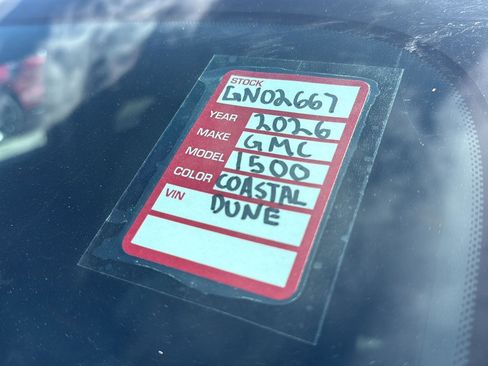 STOCK
GN02667
YEAR 2026
MAKE GMC
MODEL 1500
COLOR COASTAL
VIN DUNE